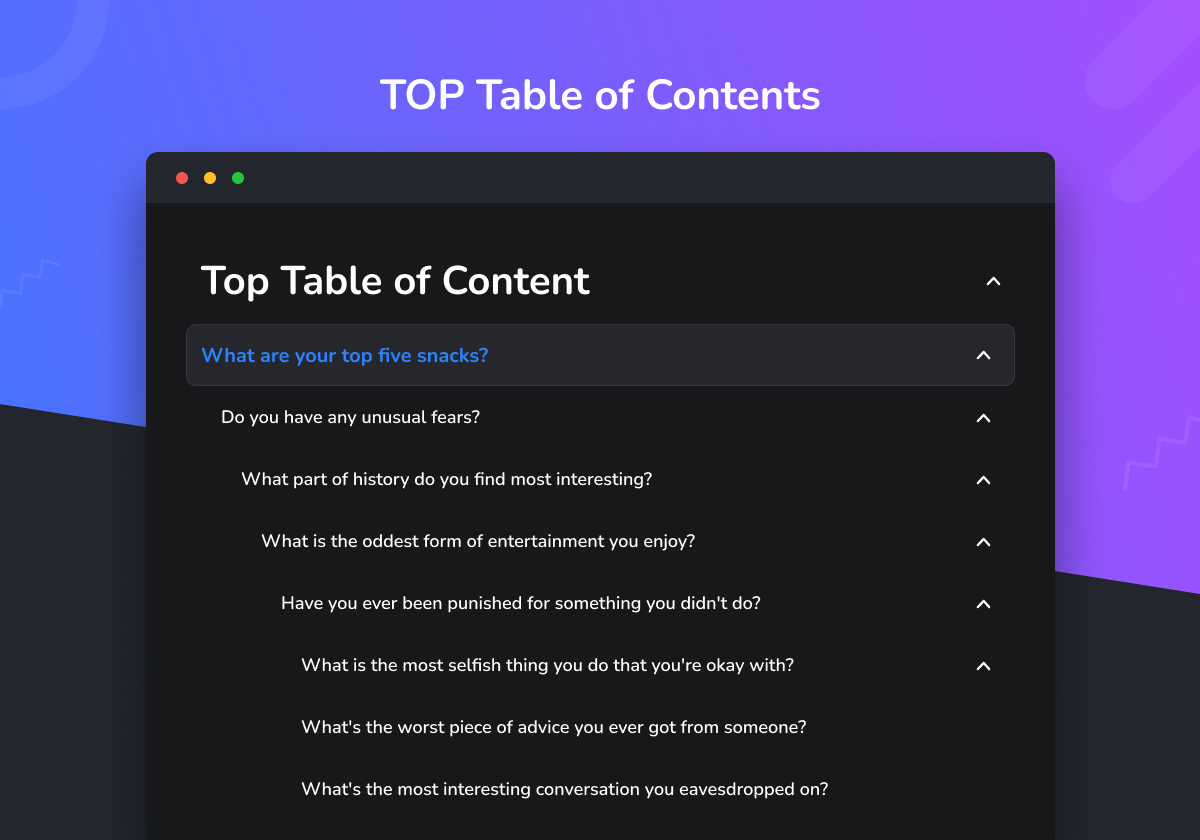 TOP Table of Contents
Top Table of Content
What are your top five snacks?
Do you have any unusual fears?
What part of history do you find most interesting?
What is the oddest form of entertainment you enjoy?
Have you ever been punished for something you didn't do?
What is the most selfish thing you do that you're okay with?
What's the worst piece of advice you ever got from someone?
What's the most interesting conversation you eavesdropped on?